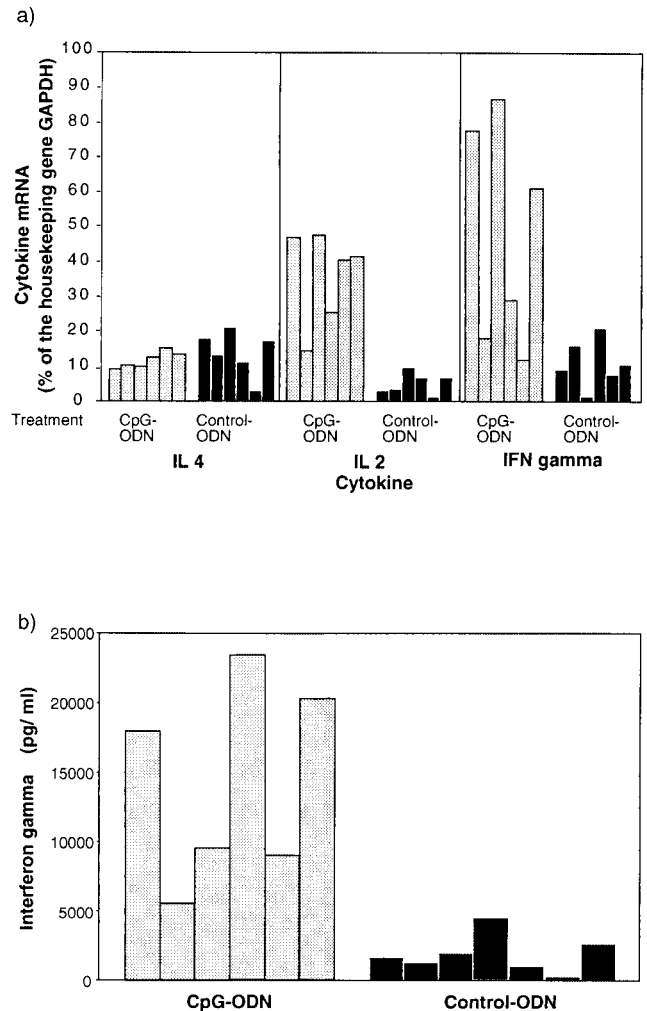 a)
Cytokine mRNA
(% of the housekeeping gene GAPDH)
100
90
80
70
60
50
40
30
20
10
0
Treatment
CpG-
ODN
Control-
ODN
CpG-
ODN
Control-
ODN
CpG-
ODN
Control-
ODN
IL 4
IL 2
IFN gamma
Cytokine
b)
Interferon gamma (pg/ ml)
25000
20000
15000
10000
5000
0
CpG-ODN
Control-ODN